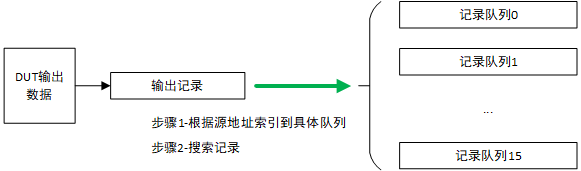 DUT输出
数据
输出记录
步骤1-根据源地址索引到具体队列
步骤2-搜索记录
记录队列0
记录队列1
...
记录队列15